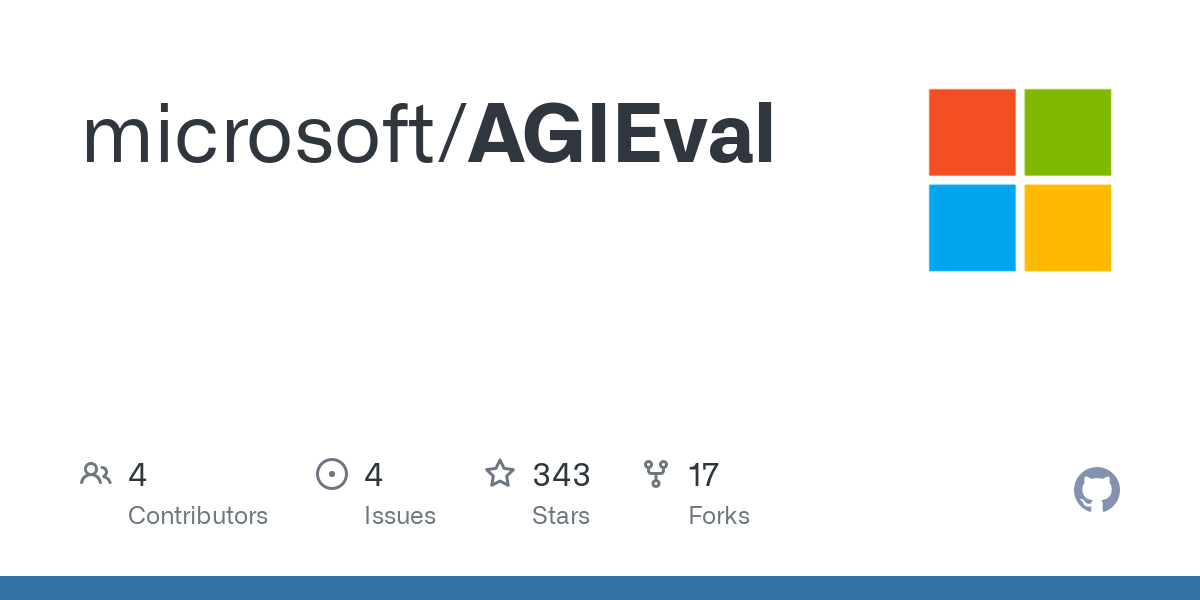 microsoft/AGIEval
4 4 343 17
Contributors Issues Stars Forks